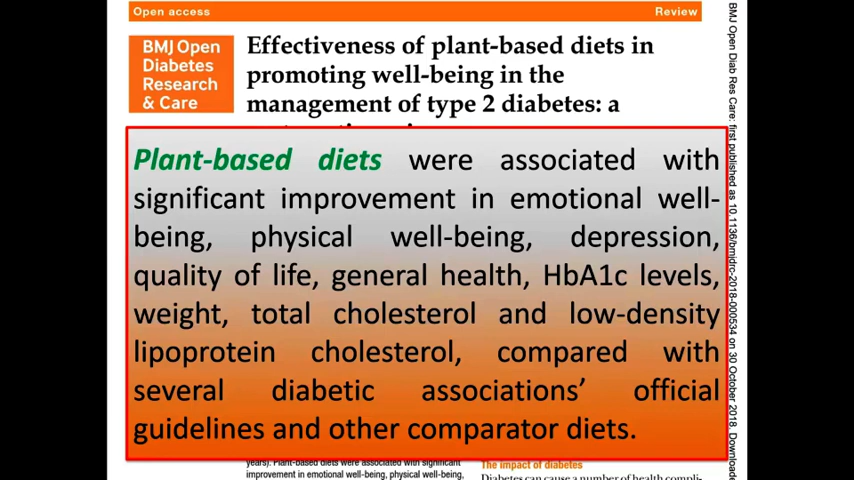 Open access
Review
BMJ Open
Diabetes
Research
& Care
Effectiveness of plant-based diets in
promoting well-being in the
management of type 2 diabetes: a
Plant-based diets were associated with
significant improvement in emotional well-
being, physical well-being, depression,
quality of life, general health, HbA1c levels,
weight, total cholesterol and low-density
lipoprotein cholesterol, compared with
several diabetic associations’ official
guidelines and other comparator diets.
years). Plant-based diets were associated with significant
improvement in emotional well-being, physical well-being,
The impact of diabetes
Diabetes can cause a number of health compli-
BMJ Open Diab Res Care: first published as 10.1136/bmjdrc-2018-000534 on 30 October 2018. Downloade